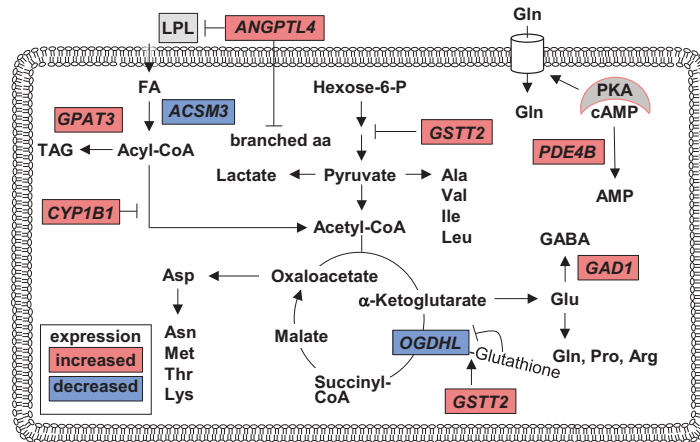 LPL
ANGPTL4
Gln
FA
Hexose-6-P
Gln
PKA
cAMP
GPAT3
ACSM3
branched aa
GSTT2
TAG
Acyl-CoA
PDE4B
Lactate
Pyruvate
Ala
Val
Ile
Leu
AMP
CYP1B1
Acetyl-CoA
GABA
Asp
Oxaloacetate
GAD1
α-Ketoglutarate
Glu
expression
increased
decreased
Asn
Met
Thr
Lys
Malate
OGDHL
Glutathione
Gln, Pro, Arg
Succinyl-
CoA
GSTT2